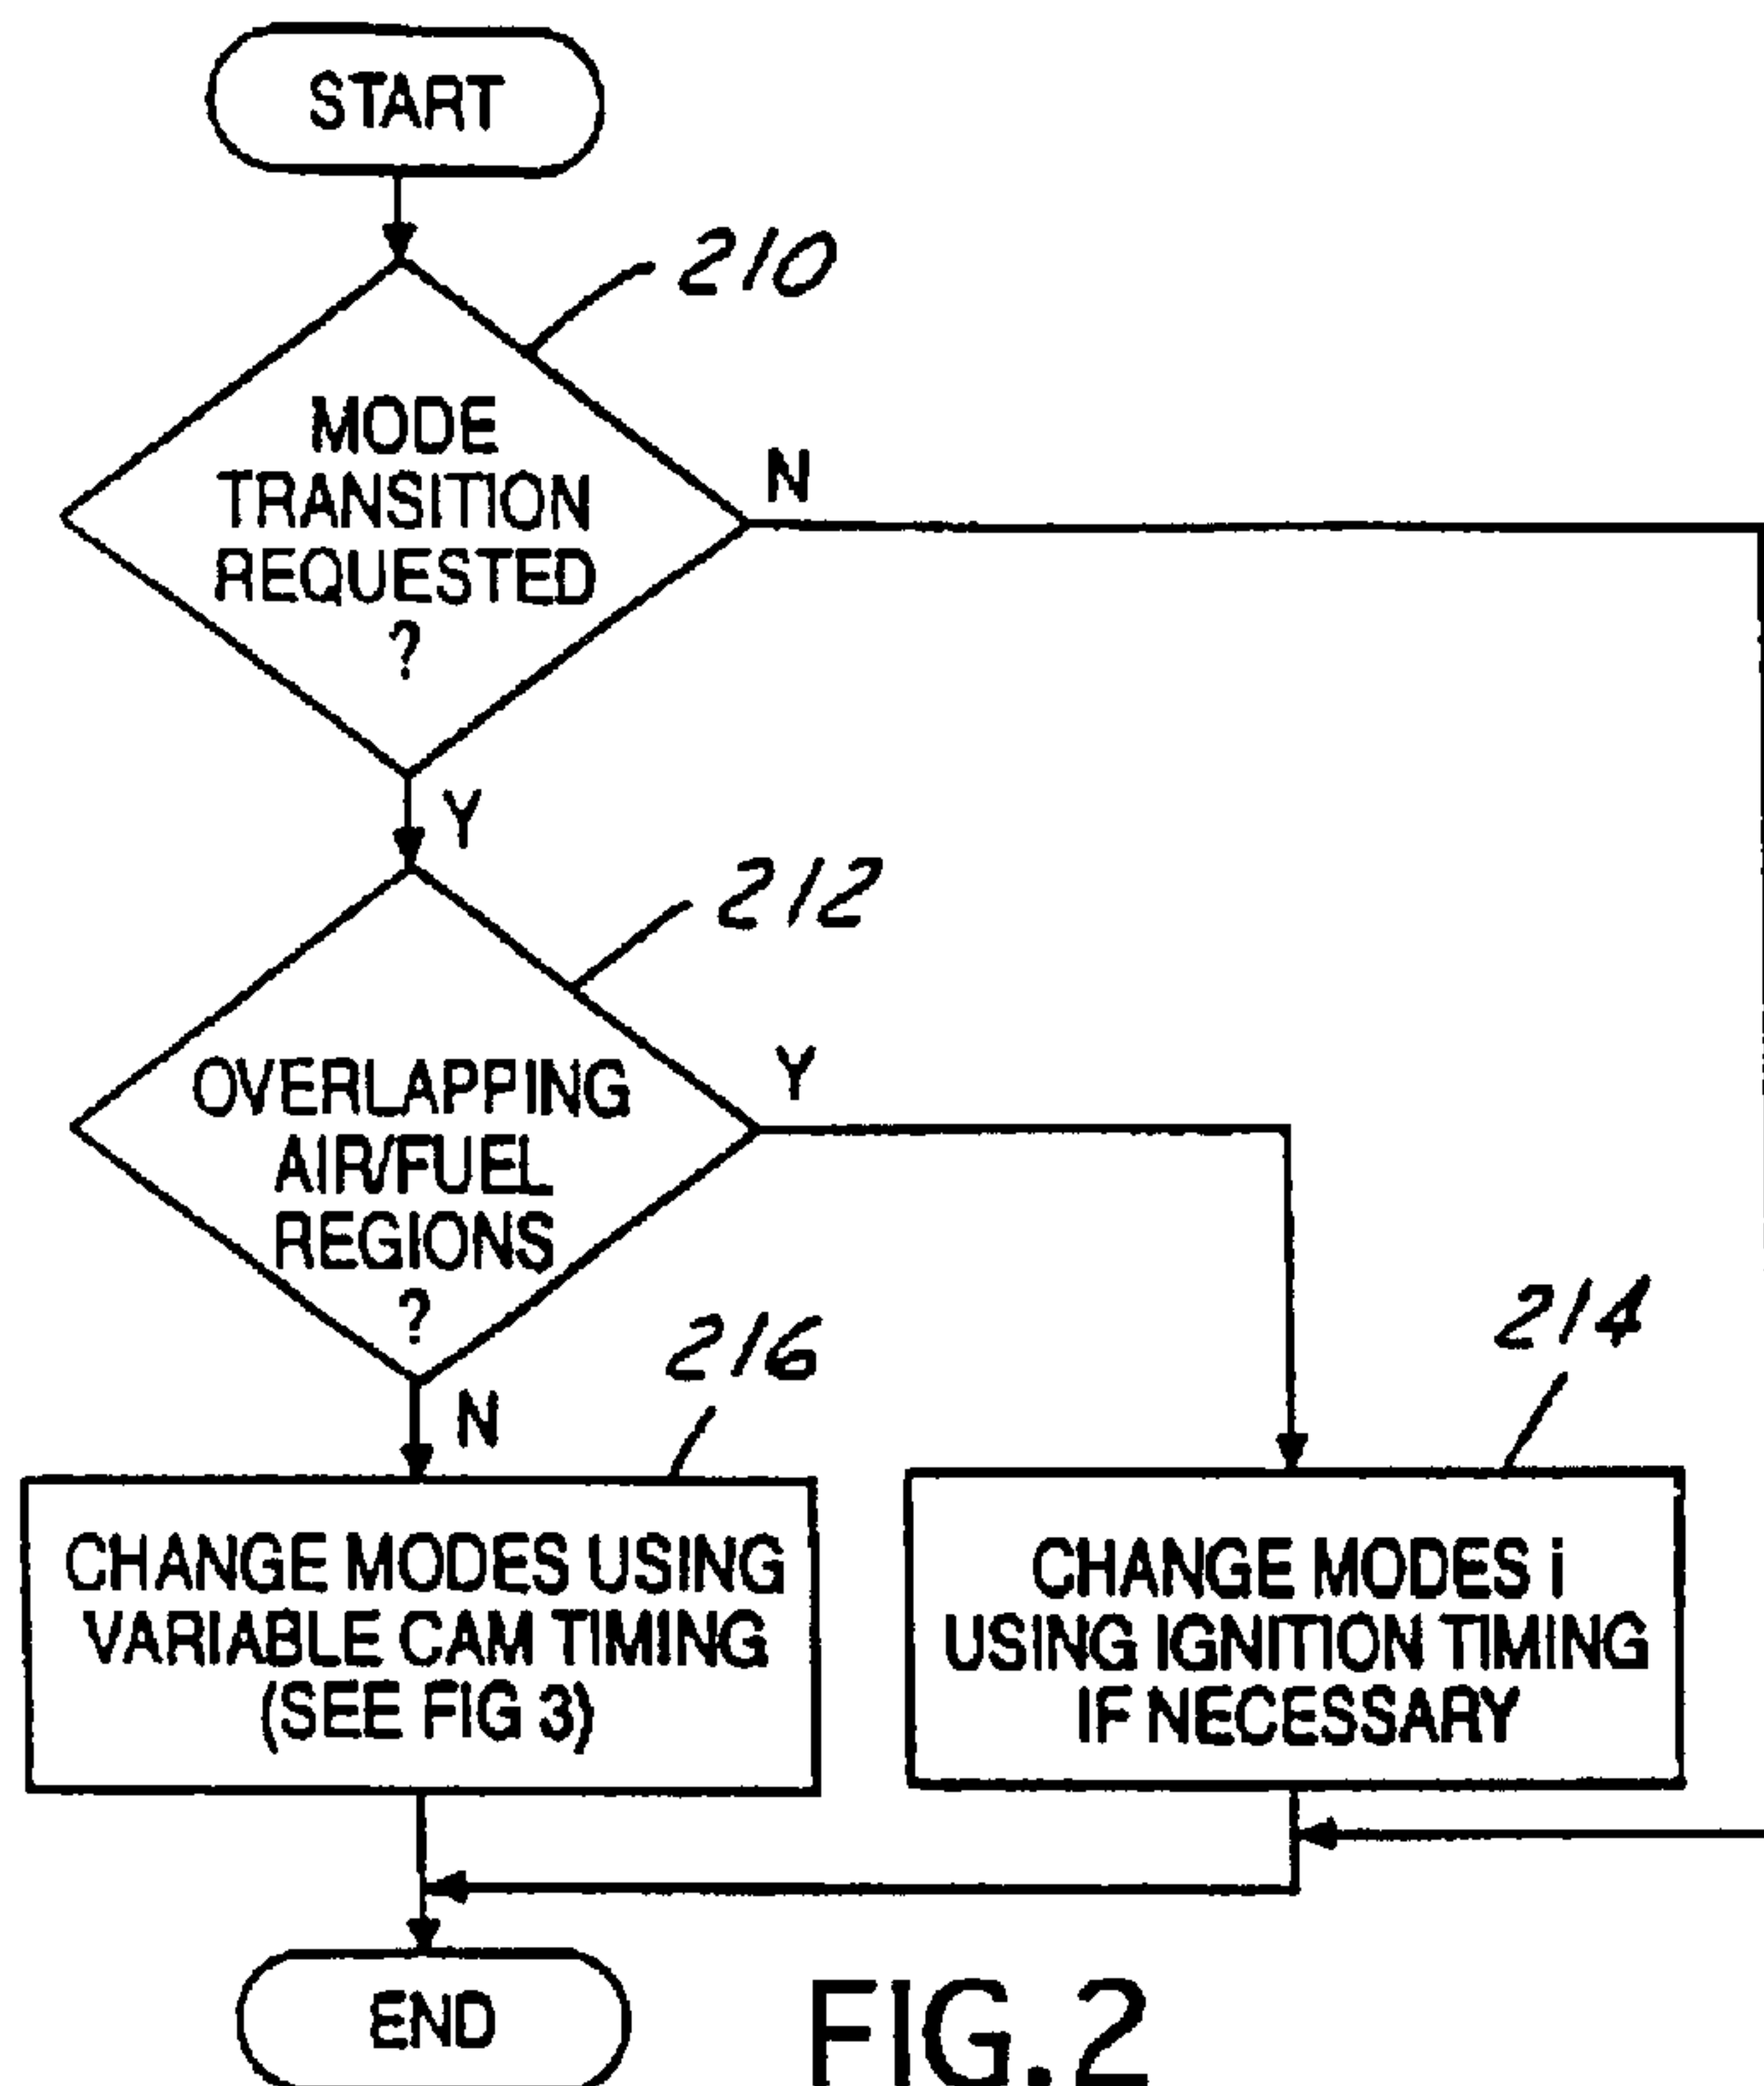 START
210
MODE
TRANSITION
REQUESTED
?
N
Y
212
OVERLAPPING
AIR/FUEL
REGIONS
?
Y
N
216
214
CHANGE MODES USING
VARIABLE CAM TIMING
(SEE FIG 3)
CHANGE MODES i
USING IGNITION TIMING
IF NECESSARY
END
FIG.2